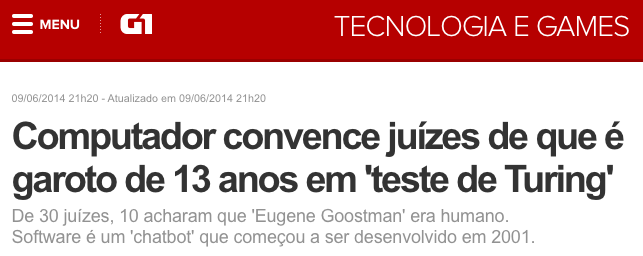 MENU G1 TECNOLOGIA E GAMES
09/06/2014 21h20 - Atualizado em 09/06/2014 21h20
Computador convence juízes de que é
garoto de 13 anos em 'teste de Turing'
De 30 juízes, 10 acharam que 'Eugene Goostman' era humano.
Software é um 'chatbot' que começou a ser desenvolvido em 2001.